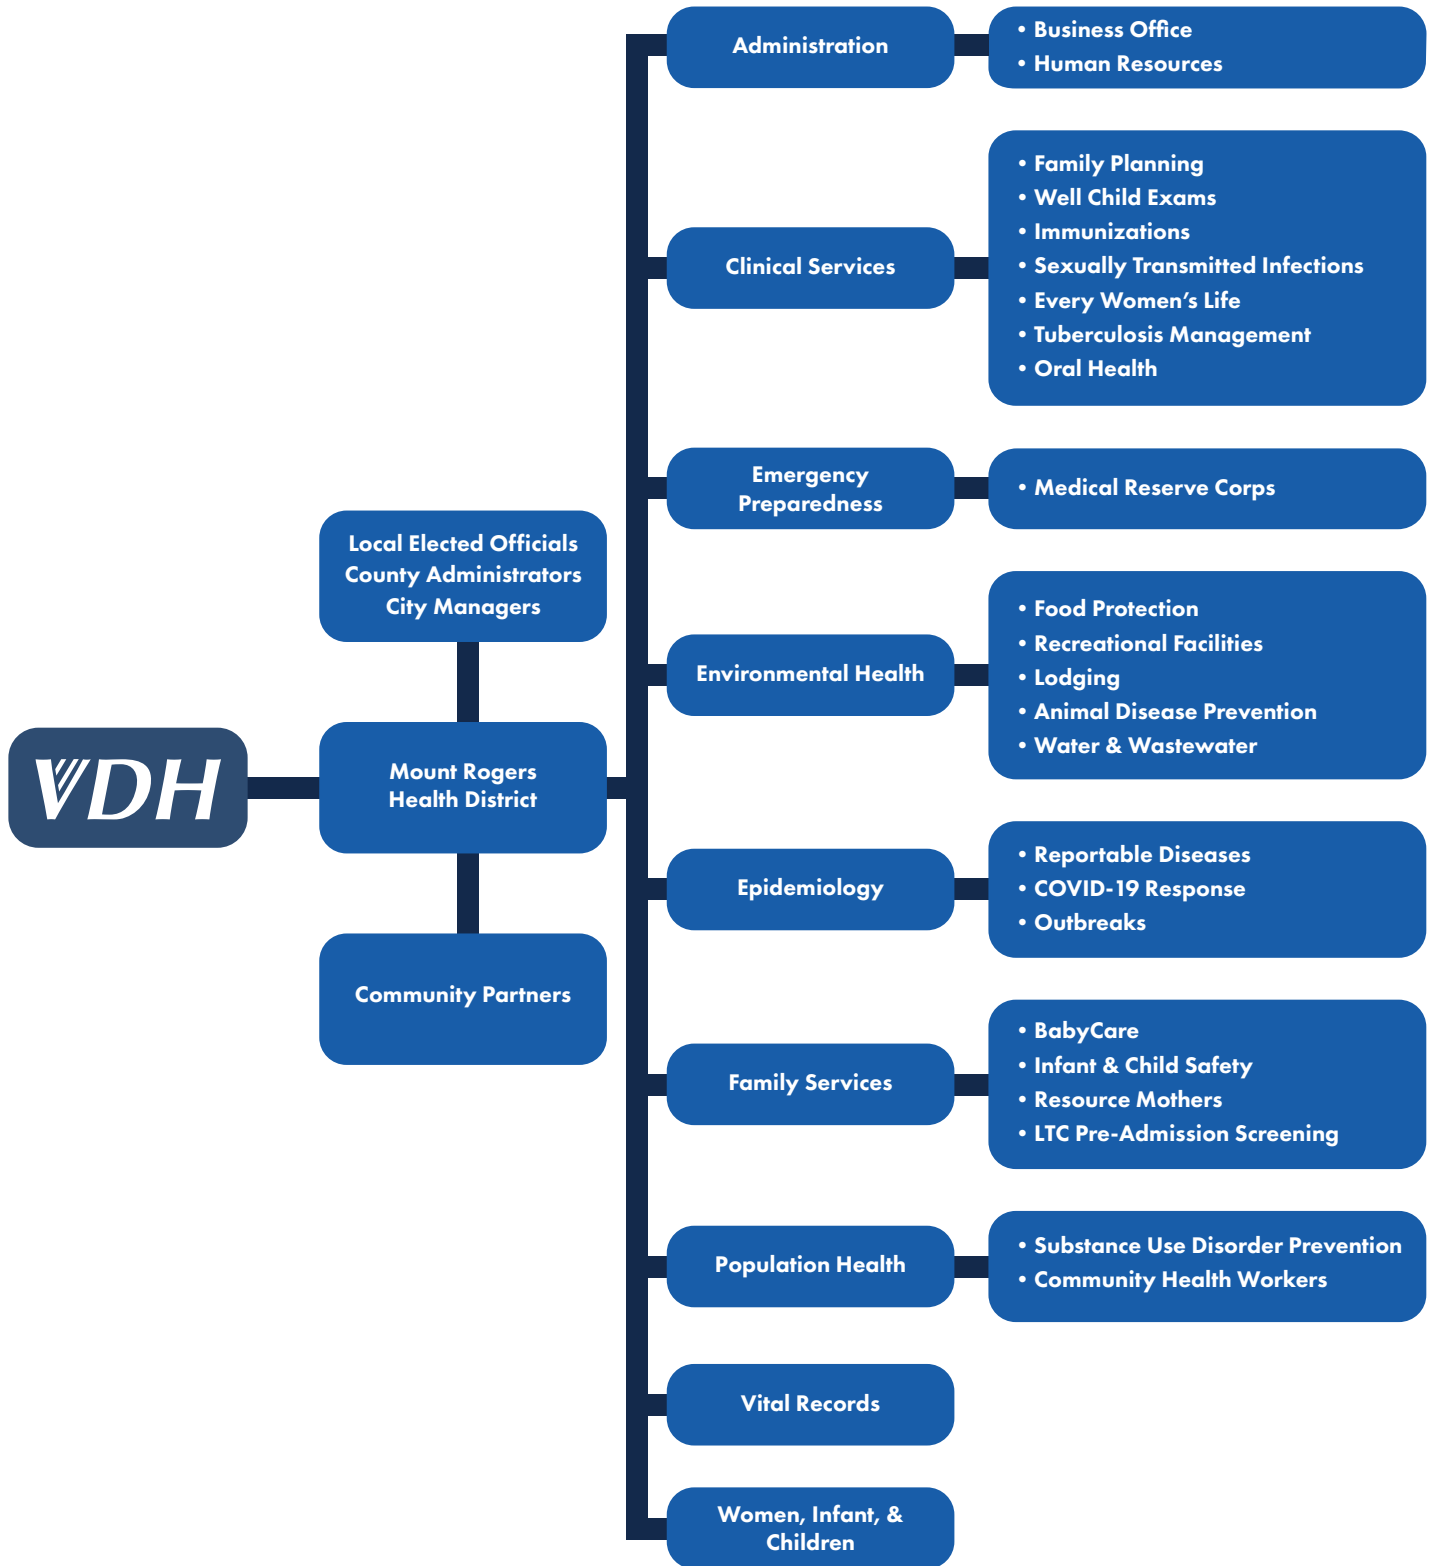 VDH
Local Elected Officials
County Administrators
City Managers
Mount Rogers
Health District
Community Partners
Administration
• Business Office
• Human Resources
Clinical Services
• Family Planning
• Well Child Exams
• Immunizations
• Sexually Transmitted Infections
• Every Women’s Life
• Tuberculosis Management
• Oral Health
Emergency
Preparedness
• Medical Reserve Corps
Environmental Health
• Food Protection
• Recreational Facilities
• Lodging
• Animal Disease Prevention
• Water & Wastewater
Epidemiology
• Reportable Diseases
• COVID-19 Response
• Outbreaks
Family Services
• BabyCare
• Infant & Child Safety
• Resource Mothers
• LTC Pre-Admission Screening
Population Health
• Substance Use Disorder Prevention
• Community Health Workers
Vital Records
Women, Infant, &
Children